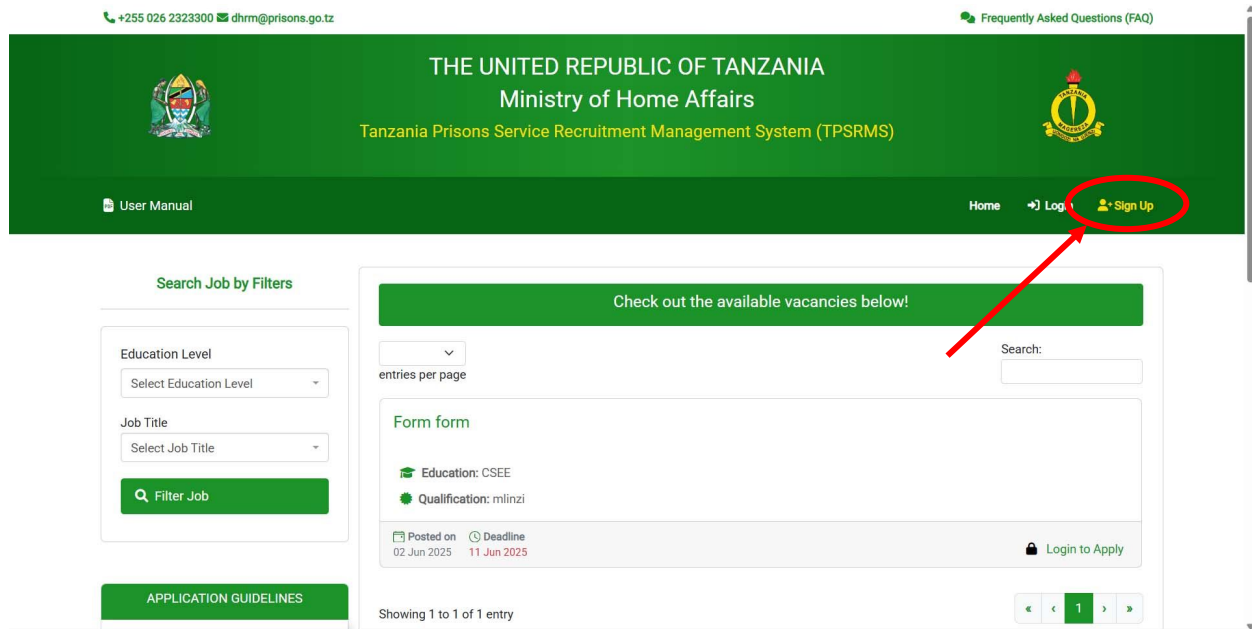 +255 026 2323300 dhrm@prisons.go.tz
Frequently Asked Questions (FAQ)
THE UNITED REPUBLIC OF TANZANIA
Ministry of Home Affairs
Tanzania Prisons Service Recruitment Management System (TPSRMS)
TANZANIA
MAGEREZA
User Manual
Home Login Sign Up
Search Job by Filters
Education Level
Select Education Level
Job Title
Select Job Title
Filter Job
APPLICATION GUIDELINES
Check out the available vacancies below!
entries per page
Search:
Form form
Education: CSEE
Qualification: mlinzi
Posted on Deadline
02 Jun 2025 11 Jun 2025
Login to Apply
Showing 1 to 1 of 1 entry
« ‹ 1 › »